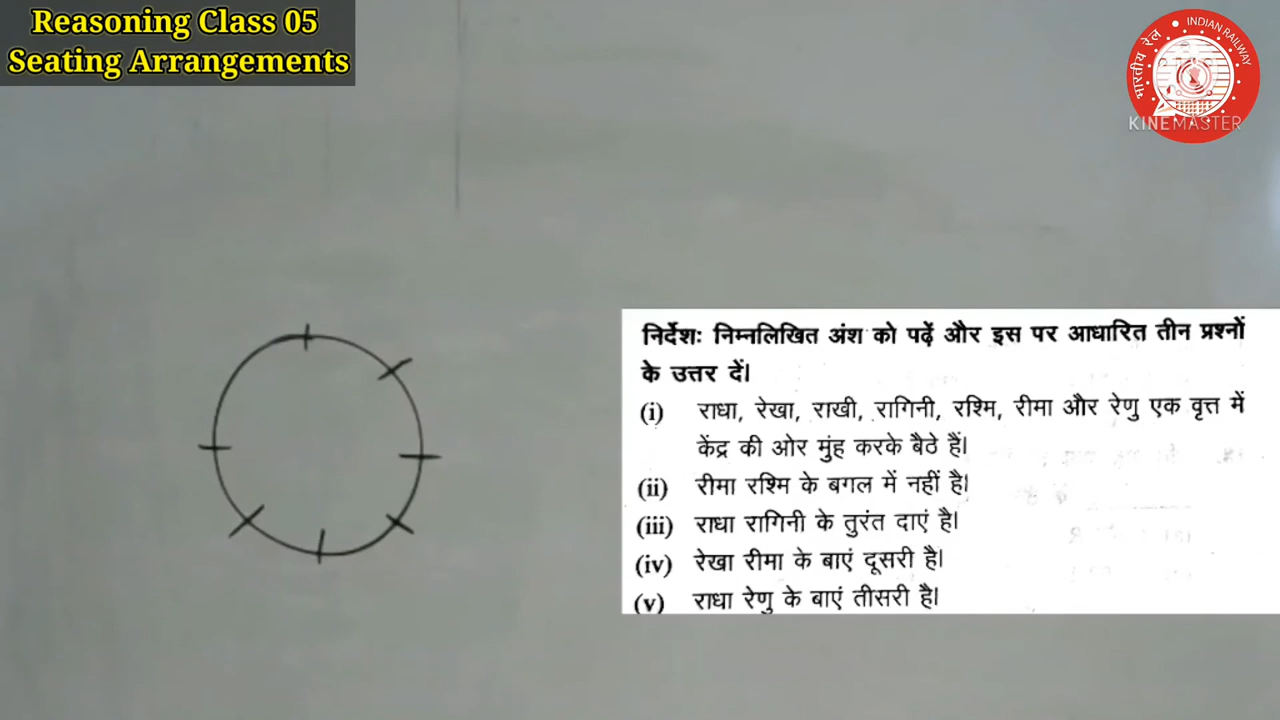 Reasoning Class 05
Seating Arrangements
भारतीय रेल
INDIAN RAILWAY
KINEMASTER
निर्देशः निम्नलिखित अंश को पढ़ें और इस पर आधारित तीन प्रश्नों
के उत्तर दें।
(i) राधा, रेखा, राखी, रागिनी, रश्मि, रीमा और रेणु एक वृत्त में
केंद्र की ओर मुंह करके बैठे हैं।
(ii) रीमा रश्मि के बगल में नहीं है।
(iii) राधा रागिनी के तुरंत दाएं है।
(iv) रेखा रीमा के बाएं दूसरी है।
(v) राधा रेणु के बाएं तीसरी है।